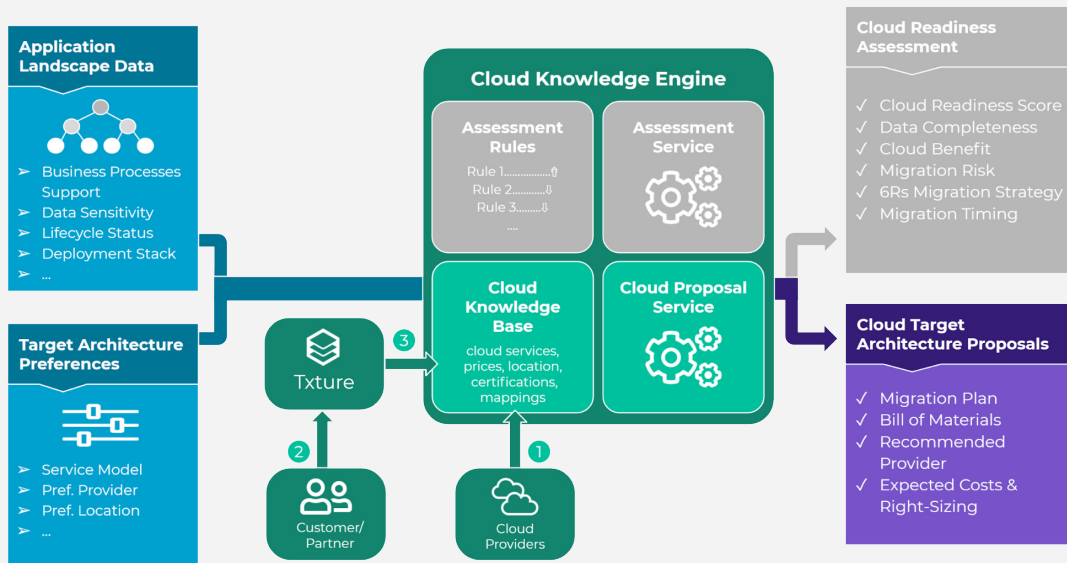 Application
Landscape Data
➢ Business Processes
Support
➢ Data Sensitivity
➢ Lifecycle Status
➢ Deployment Stack
➢ ...
Target Architecture
Preferences
➢ Service Model
➢ Pref. Provider
➢ Pref. Location
➢ ...
Cloud Knowledge Engine
Assessment
Rules
Rule 1.................⇧
Rule 2............⇩
Rule 3.........⇩
....
Assessment
Service
Cloud
Knowledge
Base
cloud services,
prices, location,
certifications,
mappings
Cloud Proposal
Service
Txture
3
2
1
Customer/
Partner
Cloud
Providers
Cloud Readiness
Assessment
✓ Cloud Readiness Score
✓ Data Completeness
✓ Cloud Benefit
✓ Migration Risk
✓ 6Rs Migration Strategy
✓ Migration Timing
Cloud Target
Architecture Proposals
✓ Migration Plan
✓ Bill of Materials
✓ Recommended
Provider
✓ Expected Costs &
Right-Sizing